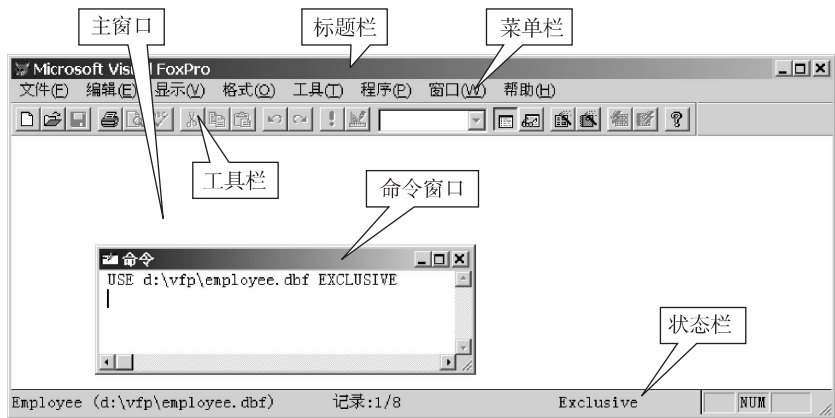 主窗口
标题栏
菜单栏
Microsoft Visual FoxPro
文件(F) 编辑(E) 显示(V) 格式(O) 工具(T) 程序(P) 窗口(W) 帮助(H)
工具栏
命令窗口
命令
USE d:\vfp\employee.dbf EXCLUSIVE
状态栏
Employee (d:\vfp\employee.dbf) 记录:1/8 Exclusive NUM